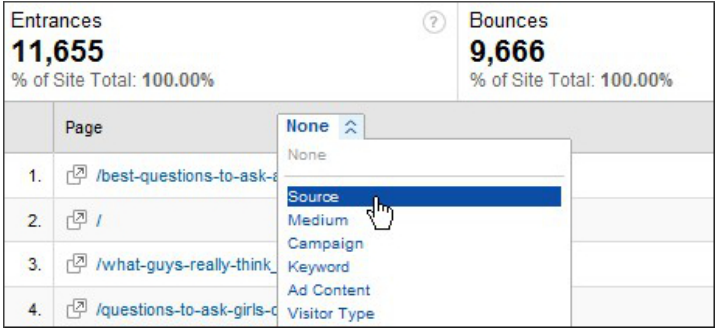 Entrances
11,655
% of Site Total: 100.00%
?
Bounces
9,666
% of Site Total: 100.00%
Page
None
None
1. /best-questions-to-ask-
Source
2. /
Medium
Campaign
3. /what-guys-really-think_
Keyword
Ad Content
4. /questions-to-ask-girls-
Visitor Type